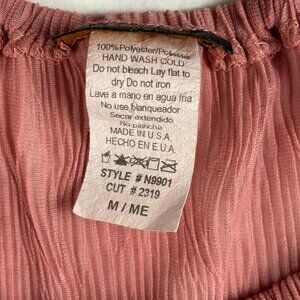 100%Polyester/Poliester
HAND WASH COLD
Do not bleach Lay flat to
dry Do not iron
Lave a mano en agua fria
No use blanqueador
Secar extendido
No plancha
MADE IN U.S.A.
HECHO EN E.U.A.
STYLE # N9901
CUT # 2319
M / ME